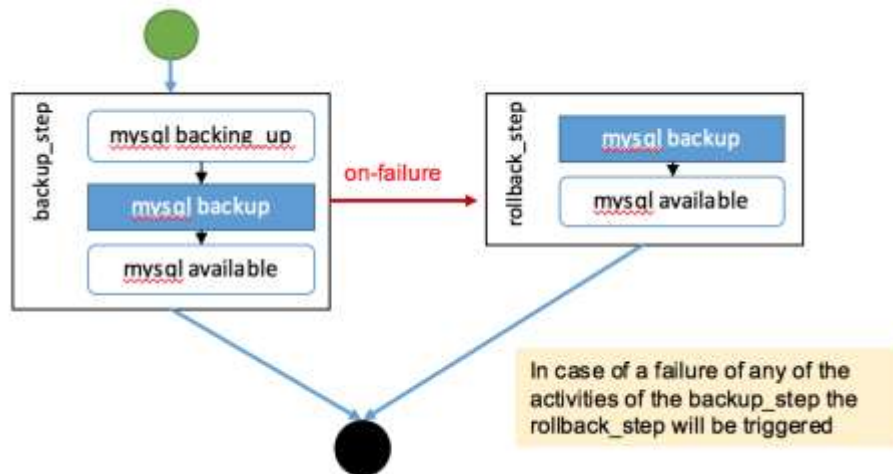 backup_step
mysql backing_up
mysql backup
mysql available
on-failure
rollback_step
mysql backup
mysql available
In case of a failure of any of the
activities of the backup_step the
rollback_step will be triggered